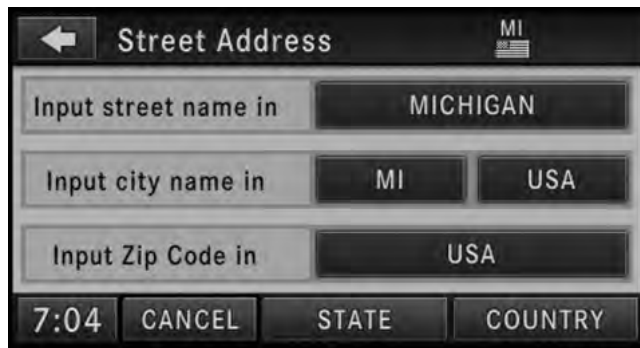 Street Address MI
Input street name in MICHIGAN
Input city name in MI USA
Input Zip Code in USA
7:04 CANCEL STATE COUNTRY